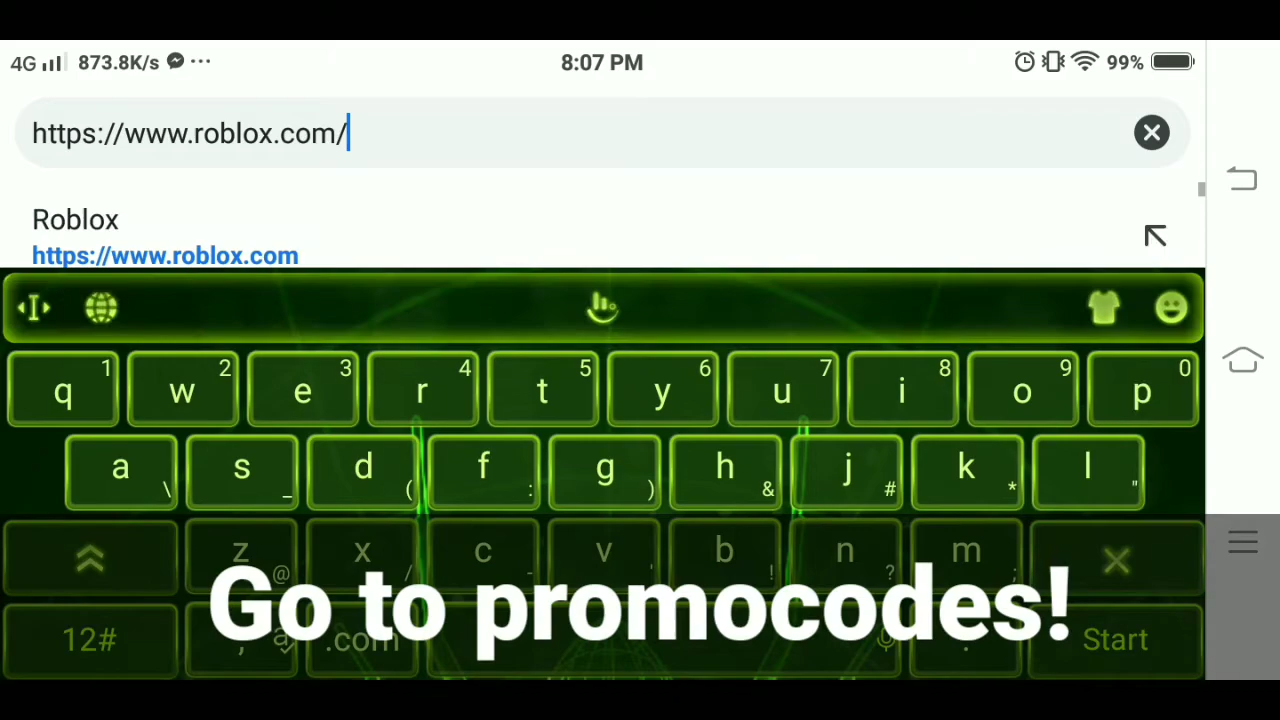 4G 873.8K/s ... 8:07 PM 99%
https://www.roblox.com/
Roblox
https://www.roblox.com
q 1 w 2 e 3 r 4 t 5 y 6 u 7 i 8 o 9 p 0
a \ s _ d ( f : g ) h & j # k * l "
z @ x / c - v ' b ! n ? m ;
Go to promocodes!
12# , .com . Start